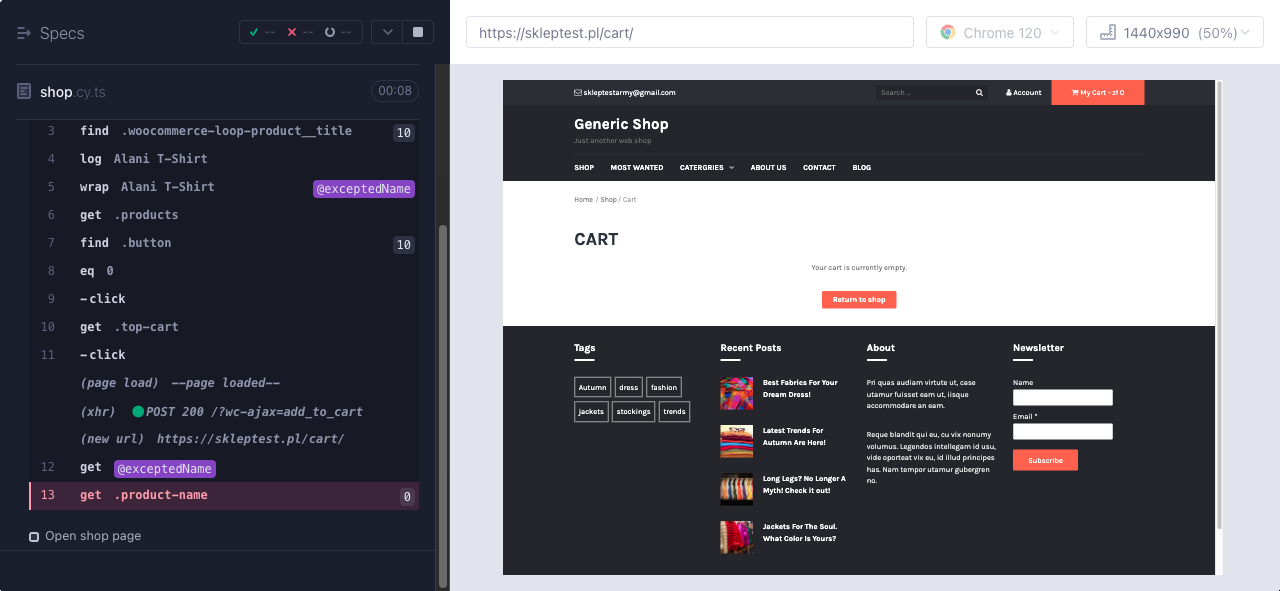 Specs
-- -- --
shop.cy.ts 00:08
3 find .woocommerce-loop-product__title 10
4 log Alani T-Shirt
5 wrap Alani T-Shirt @exceptedName
6 get .products
7 find .button 10
8 eq 0
9 -click
10 get .top-cart
11 -click
(page load) --page loaded--
(xhr) POST 200 /?wc-ajax=add_to_cart
(new url) https://skleptest.pl/cart/
12 get @exceptedName
13 get .product-name 0
Open shop page
https://skleptest.pl/cart/
Chrome 120
1440x990 (50%)
skleptestarmy@gmail.com
Search ...
Account
My Cart - zł 0
Generic Shop
Just another web shop
SHOP MOST WANTED CATERGRIES ABOUT US CONTACT BLOG
Home / Shop / Cart
CART
Your cart is currently empty.
Return to shop
Tags
Autumn dress fashion
jackets stockings trends
Recent Posts
Best Fabrics For Your
Dream Dress!
Latest Trends For
Autumn Are Here!
Long Legs? No Longer A
Myth! Check it out!
Jackets For The Soul.
What Color Is Yours?
About
Pri quas audiam virtute ut, case
utamur fuisset eam ut, iisque
accommodare an eam.
Reque blandit qui eu, cu vix nonumy
volumus. Legendos intellegam id usu,
vide oporteat vix eu, id illud principes
has. Nam tempor utamur gubergren
no.
Newsletter
Name
Email *
Subscribe